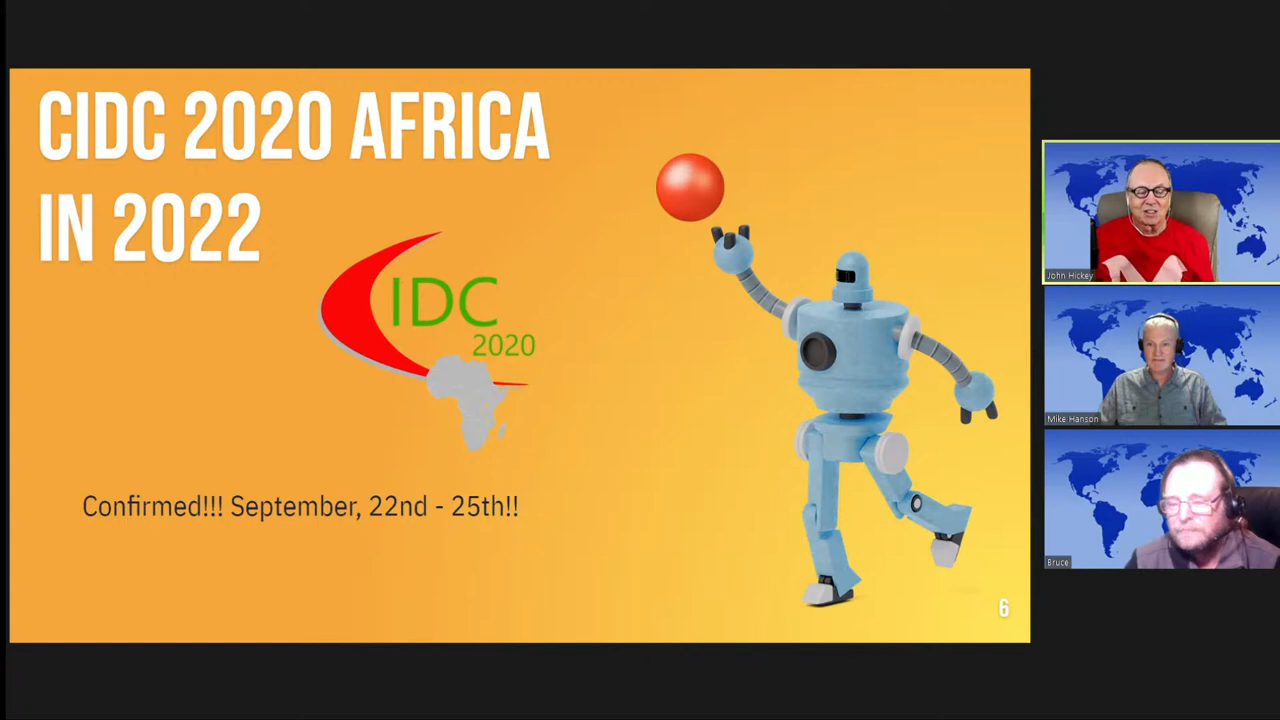 CIDC 2020 AFRICA
IN 2022
IDC
2020
Confirmed!!! September, 22nd - 25th!!
6
John Hickey
Mike Hanson
Bruce